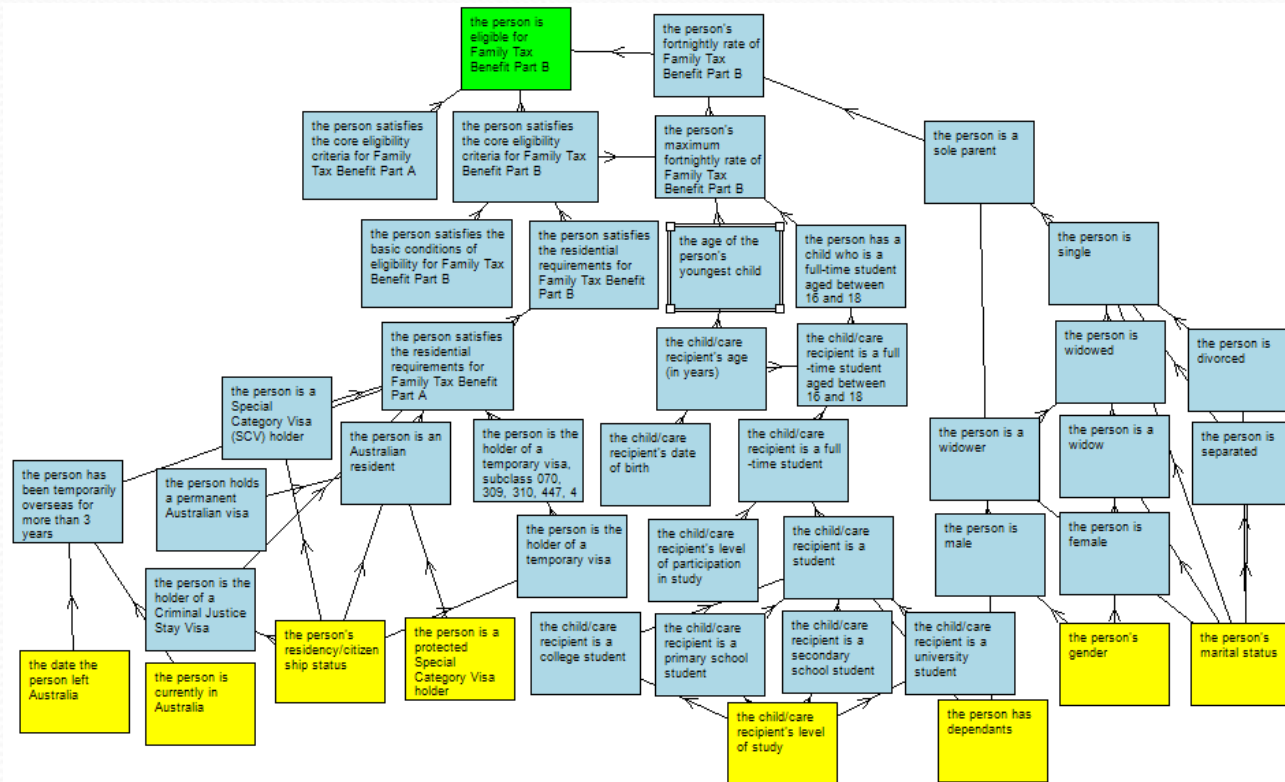 the person is
eligible for
Family Tax
Benefit Part B
the person's
fortnightly rate of
Family Tax
Benefit Part B
the person satisfies
the core eligibility
criteria for Family
Tax Benefit Part A
the person satisfies
the core eligibility
criteria for Family
Tax Benefit Part B
the person's
maximum
fortnightly rate of
Family Tax
Benefit Part B
the person is a
sole parent
the person satisfies the
basic conditions of
eligibility for Family Tax
Benefit Part B
the person satisfies
the residential
requirements for
Family Tax Benefit
Part B
the age of the
person's
youngest child
the person has a
child who is a
full-time student
aged between
16 and 18
the person is
single
the person satisfies
the residential
requirements for
Family Tax Benefit
Part A
the child/care
recipient's age
(in years)
the child/care
recipient is a full
-time student
aged between
16 and 18
the person is
widowed
the person is
divorced
the person is a
Special
Category Visa
(SCV) holder
the person is an
Australian
resident
the person is the
holder of a
temporary visa,
subclass 070,
309, 310, 447, 4
the child/care
recipient's date
of birth
the child/care
recipient is a full
-time student
the person is a
widower
the person is
a widow
the person is
separated
the person has
been temporarily
overseas for
more than 3
years
the person holds
a permanent
Australian visa
the person is the
holder of a
temporary visa
the child/care
recipient's level
of participation
in study
the child/care
recipient is a
student
the person is
male
the person is
female
the person is the
holder of a
Criminal Justice
Stay Visa
the person's
residency/citizen
ship status
the person is a
protected
Special
Category Visa
holder
the child/care
recipient is a
college student
the child/care
recipient is a
primary school
student
the child/care
recipient is a
secondary
school student
the child/care
recipient is a
university
student
the person's
gender
the person's
marital status
the date the
person left
Australia
the person is
currently in
Australia
the child/care
recipient's level
of study
the person has
dependants